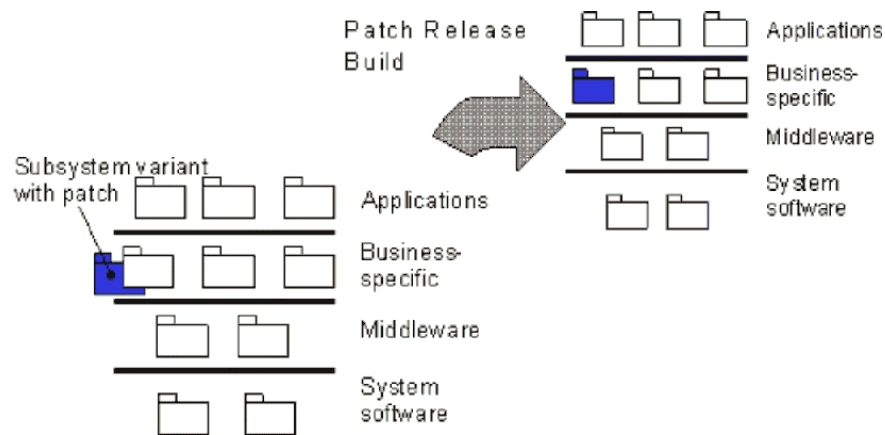 Patch Release
Build
Applications
Business-
specific
Middleware
System
software
Subsystem variant
with patch
Applications
Business-
specific
Middleware
System
software